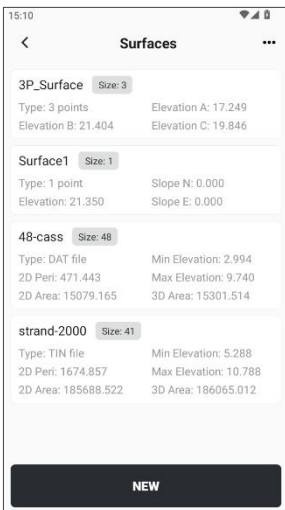 15:10
Surfaces
3P_Surface Size: 3
Type: 3 points Elevation A: 17.249
Elevation B: 21.404 Elevation C: 19.846
Surface1 Size: 1
Type: 1 point Slope N: 0.000
Elevation: 21.350 Slope E: 0.000
48-cass Size: 48
Type: DAT file Min Elevation: 2.994
2D Peri: 471.443 Max Elevation: 9.740
2D Area: 15079.165 3D Area: 15301.514
strand-2000 Size: 41
Type: TIN file Min Elevation: 5.288
2D Peri: 1674.857 Max Elevation: 10.788
2D Area: 185688.522 3D Area: 186065.012
NEW